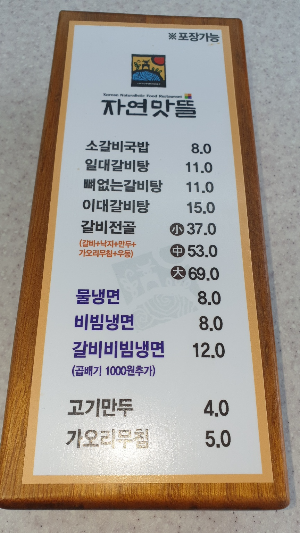 ※포장가능
Korean Naturalistic Food Restaurant
자연맛뜰
소갈비국밥 8.0
일대갈비탕 11.0
뼈없는갈비탕 11.0
이대갈비탕 15.0
갈비전골 小 37.0
(갈비+낙지+만두+
가오리무침+우동) 中 53.0
大 69.0
물냉면 8.0
비빔냉면 8.0
갈비비빔냉면 12.0
(곱배기 1000원추가)
고기만두 4.0
가오리무침 5.0